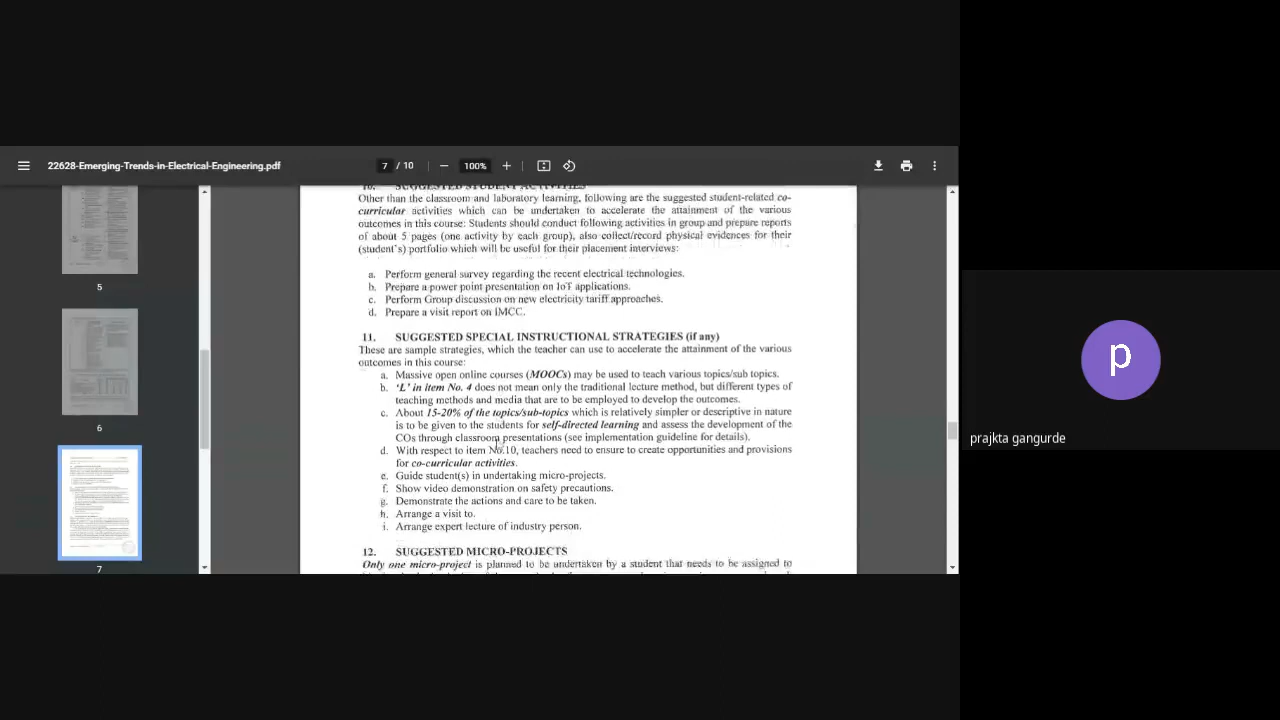 22628-Emerging-Trends-in-Electrical-Engineering.pdf
7 / 10
100%
10. SUGGESTED STUDENT ACTIVITIES
Other than the classroom and laboratory learning, following are the suggested student-related co-
curricular activities which can be undertaken to accelerate the attainment of the various
outcomes in this course: Students should conduct following activities in group and prepare reports
of about 5 pages (one activity by each group), also collect/record physical evidences for their
(student's) portfolio which will be useful for their placement interviews:
a. Perform general survey regarding the recent electrical technologies.
b. Prepare a power point presentation on IoT applications.
c. Perform Group discussion on new electricity tariff approaches.
d. Prepare a visit report on IMCC.
11. SUGGESTED SPECIAL INSTRUCTIONAL STRATEGIES (if any)
These are sample strategies, which the teacher can use to accelerate the attainment of the various
outcomes in this course:
a. Massive open online courses (MOOCs) may be used to teach various topics/sub topics.
b. 'L' in item No. 4 does not mean only the traditional lecture method, but different types of
teaching methods and media that are to be employed to develop the outcomes.
c. About 15-20% of the topics/sub-topics which is relatively simpler or descriptive in nature
is to be given to the students for self-directed learning and assess the development of the
COs through classroom presentations (see implementation guideline for details).
d. With respect to item No.10, teachers need to ensure to create opportunities and provisions
for co-curricular activities.
e. Guide student(s) in undertaking micro-projects.
f. Show video demonstration on safety precautions.
g. Demonstrate the actions and care to be taken.
h. Arrange a visit to.
i. Arrange expert lecture of industry person.
12. SUGGESTED MICRO-PROJECTS
Only one micro-project is planned to be undertaken by a student that needs to be assigned to
5
6
7
p
prajkta gangurde